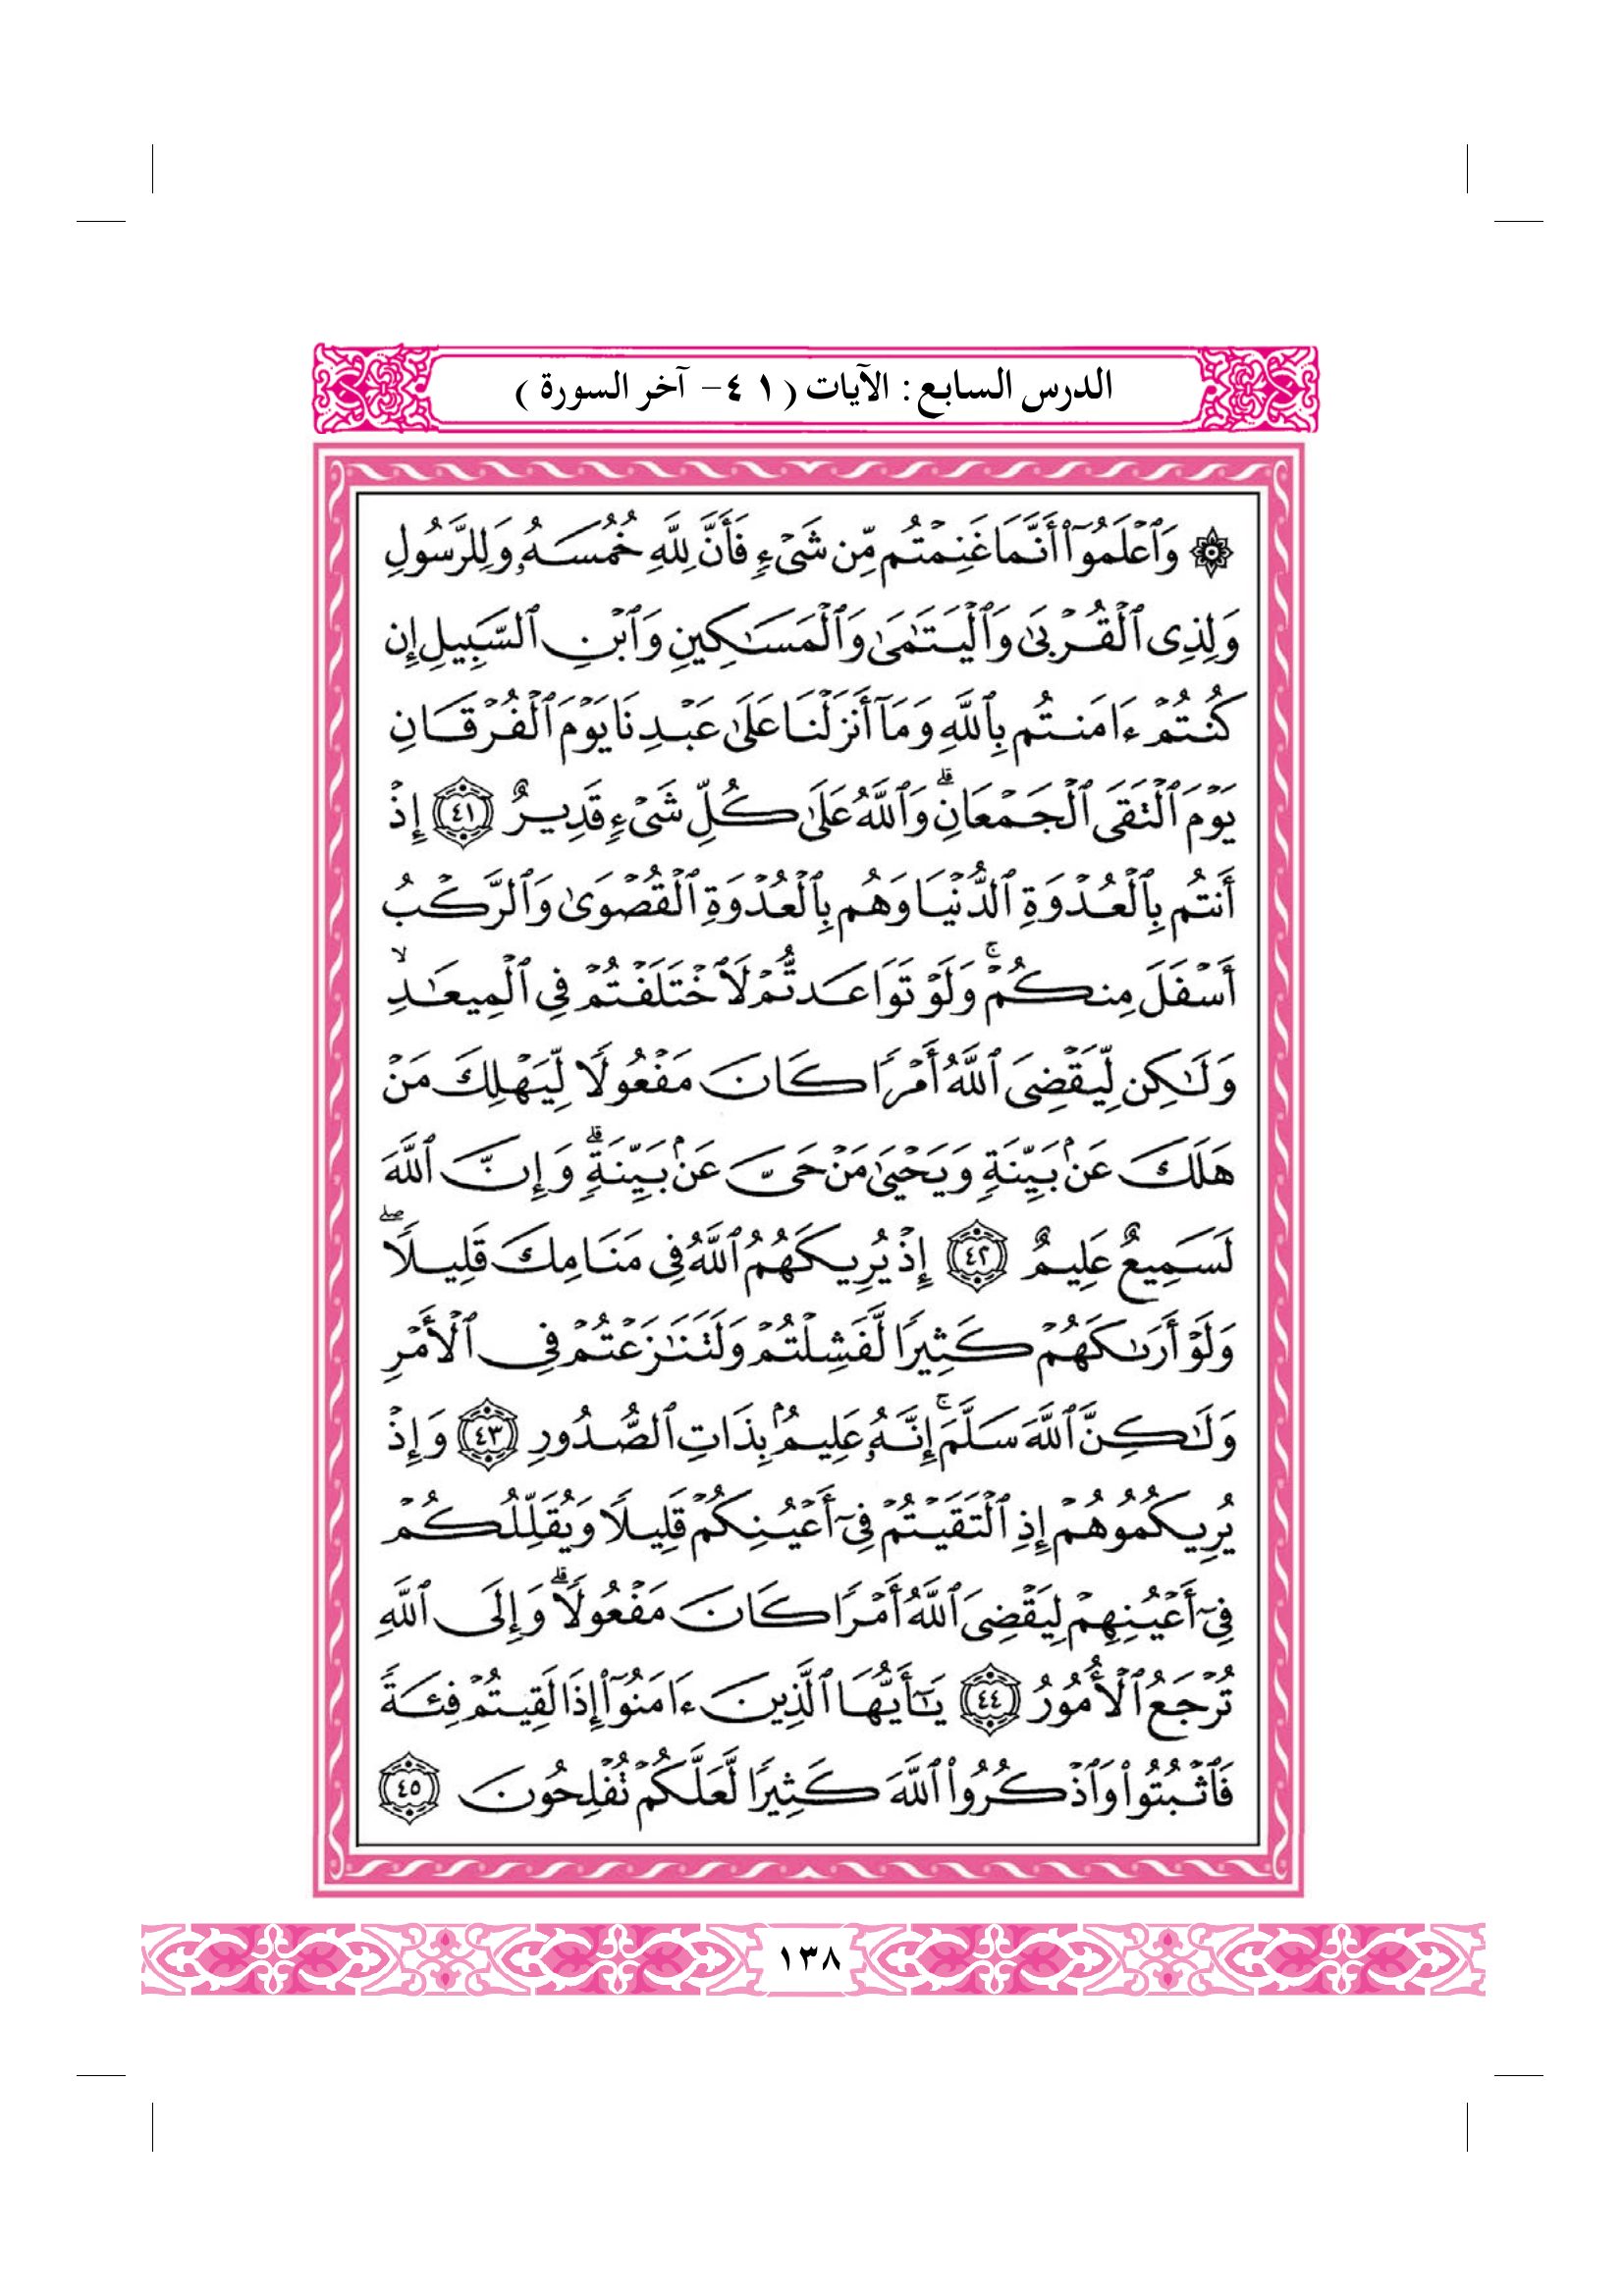 الدرس السابع : الآيات ( ٤١ - آخر السورة )
۞ وَٱعۡلَمُوٓاْ أَنَّمَا غَنِمۡتُم مِّن شَىۡءٖ فَأَنَّ لِلَّهِ خُمُسَهُۥ وَلِلرَّسُولِ
وَلِذِى ٱلۡقُرۡبَىٰ وَٱلۡيَتَٰمَىٰ وَٱلۡمَسَٰكِينِ وَٱبۡنِ ٱلسَّبِيلِ إِن
كُنتُمۡ ءَامَنتُم بِٱللَّهِ وَمَآ أَنزَلۡنَا عَلَىٰ عَبۡدِنَا يَوۡمَ ٱلۡفُرۡقَانِ
يَوۡمَ ٱلۡتَقَى ٱلۡجَمۡعَانِۗ وَٱللَّهُ عَلَىٰ كُلِّ شَىۡءٖ قَدِيرٌ ٤١ إِذۡ
أَنتُم بِٱلۡعُدۡوَةِ ٱلدُّنۡيَا وَهُم بِٱلۡعُدۡوَةِ ٱلۡقُصۡوَىٰ وَٱلرَّكۡبُ
أَسۡفَلَ مِنكُمۡۚ وَلَوۡ تَوَاعَدتُّمۡ لَٱخۡتَلَفۡتُمۡ فِى ٱلۡمِيعَٰدِۙ
وَلَٰكِن لِّيَقۡضِىَ ٱللَّهُ أَمۡرٗا كَانَ مَفۡعُولٗا لِّيَهۡلِكَ مَنۡ
هَلَكَ عَنۢ بَيِّنَةٖ وَيَحۡيَىٰ مَنۡ حَىَّ عَنۢ بَيِّنَةٖۗ وَإِنَّ ٱللَّهَ
لَسَمِيعٌ عَلِيمٌ ٤٢ إِذۡ يُرِيكَهُمُ ٱللَّهُ فِى مَنَامِكَ قَلِيلٗاۖ
وَلَوۡ أَرَىٰكَهُمۡ كَثِيرٗا لَّفَشِلۡتُمۡ وَلَتَنَٰزَعۡتُمۡ فِى ٱلۡأَمۡرِ
وَلَٰكِنَّ ٱللَّهَ سَلَّمَۚ إِنَّهُۥ عَلِيمُۢ بِذَاتِ ٱلصُّدُورِ ٤٣ وَإِذۡ
يُرِيكُمُوهُمۡ إِذِ ٱلۡتَقَيۡتُمۡ فِىٓ أَعۡيُنِكُمۡ قَلِيلٗا وَيُقَلِّلُكُمۡ
فِىٓ أَعۡيُنِهِمۡ لِيَقۡضِىَ ٱللَّهُ أَمۡرٗا كَانَ مَفۡعُولٗاۗ وَإِلَى ٱللَّهِ
تُرۡجَعُ ٱلۡأُمُورُ ٤٤ يَٰٓأَيُّهَا ٱلَّذِينَ ءَامَنُوٓاْ إِذَا لَقِيتُمۡ فِئَةٗ
فَٱثۡبُتُواْ وَٱذۡكُرُواْ ٱللَّهَ كَثِيرٗا لَّعَلَّكُمۡ تُفۡلِحُونَ ٤٥
١٣٨